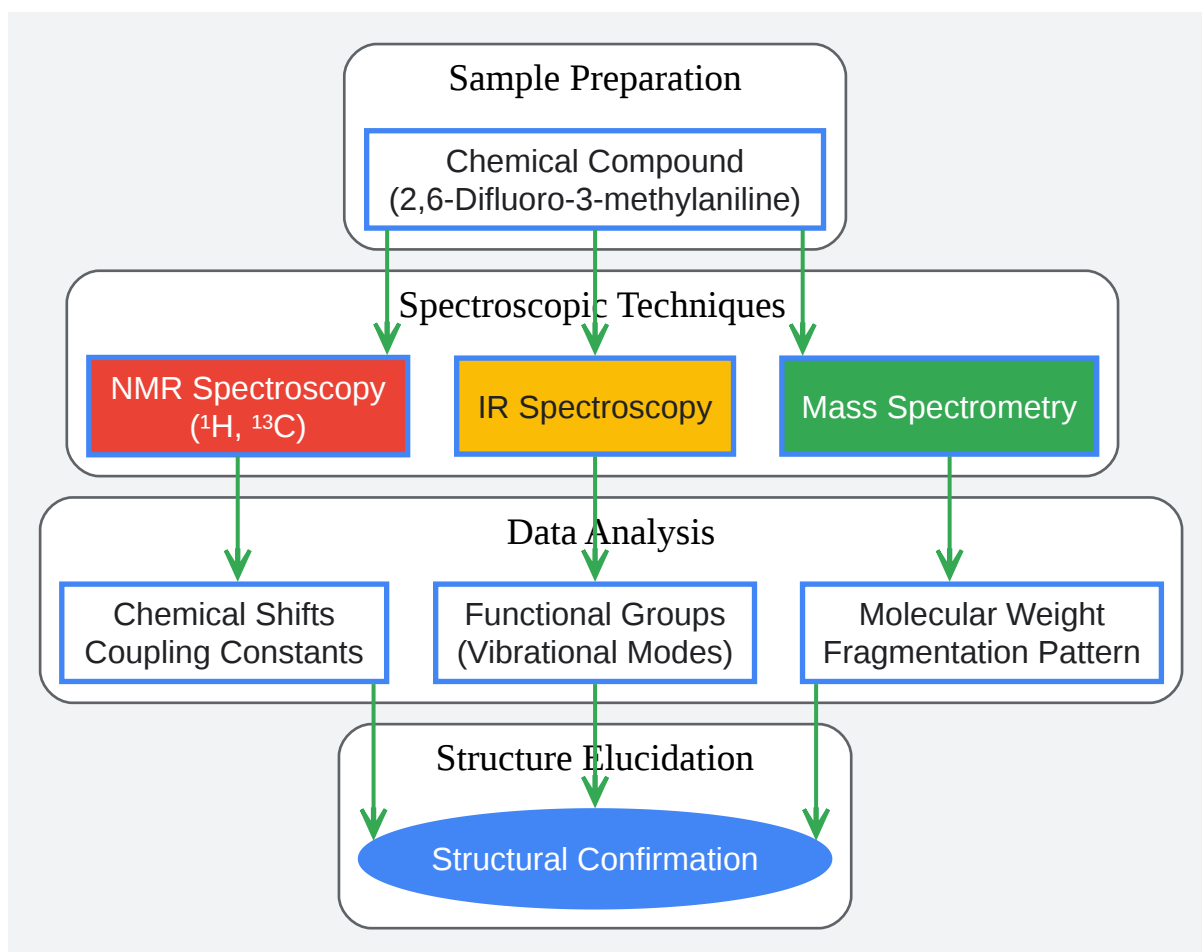 Sample Preparation
Chemical Compound
(2,6-Difluoro-3-methylaniline)
Spectroscopic Techniques
NMR Spectroscopy
(¹H, ¹³C)
IR Spectroscopy
Mass Spectrometry
Data Analysis
Chemical Shifts
Coupling Constants
Functional Groups
(Vibrational Modes)
Molecular Weight
Fragmentation Pattern
Structure Elucidation
Structural Confirmation